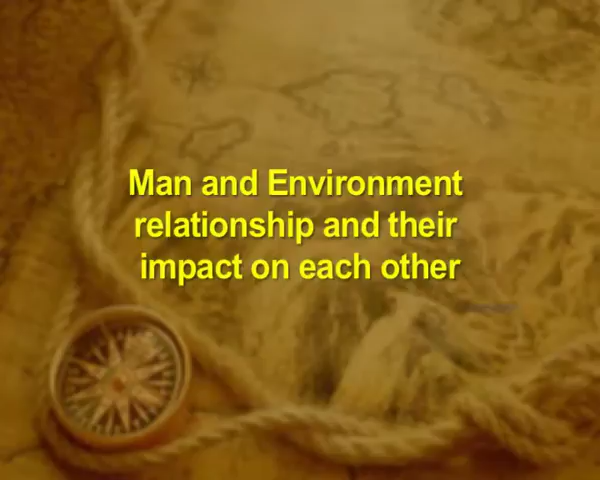 Man and Environment
relationship and their
impact on each other